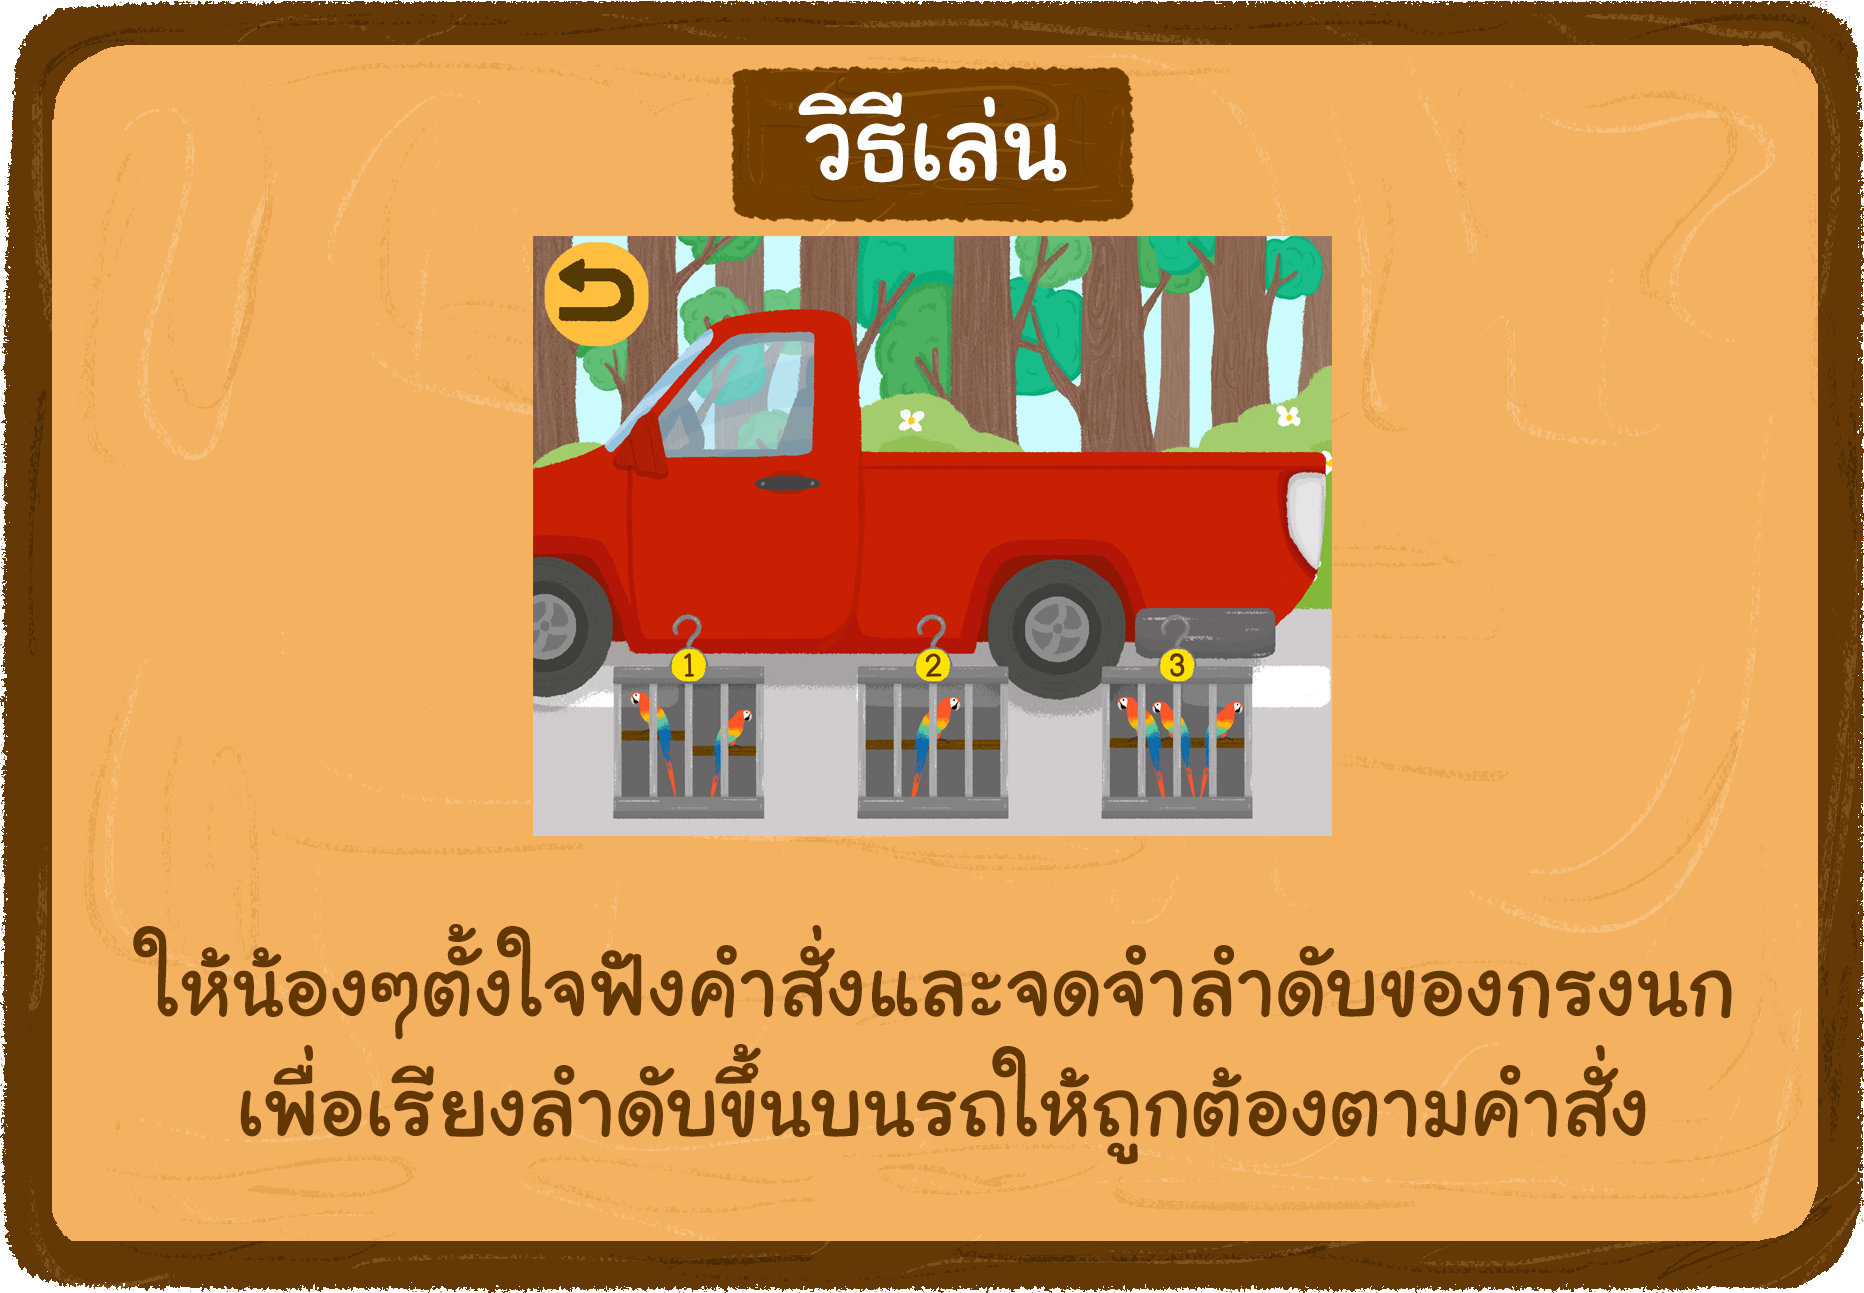 วิธีเล่น
1 2 3
ให้น้องๆตั้งใจฟังคำสั่งและจดจำลำดับของกรงนก
เพื่อเรียงลำดับขึ้นบนรถให้ถูกต้องตามคำสั่ง